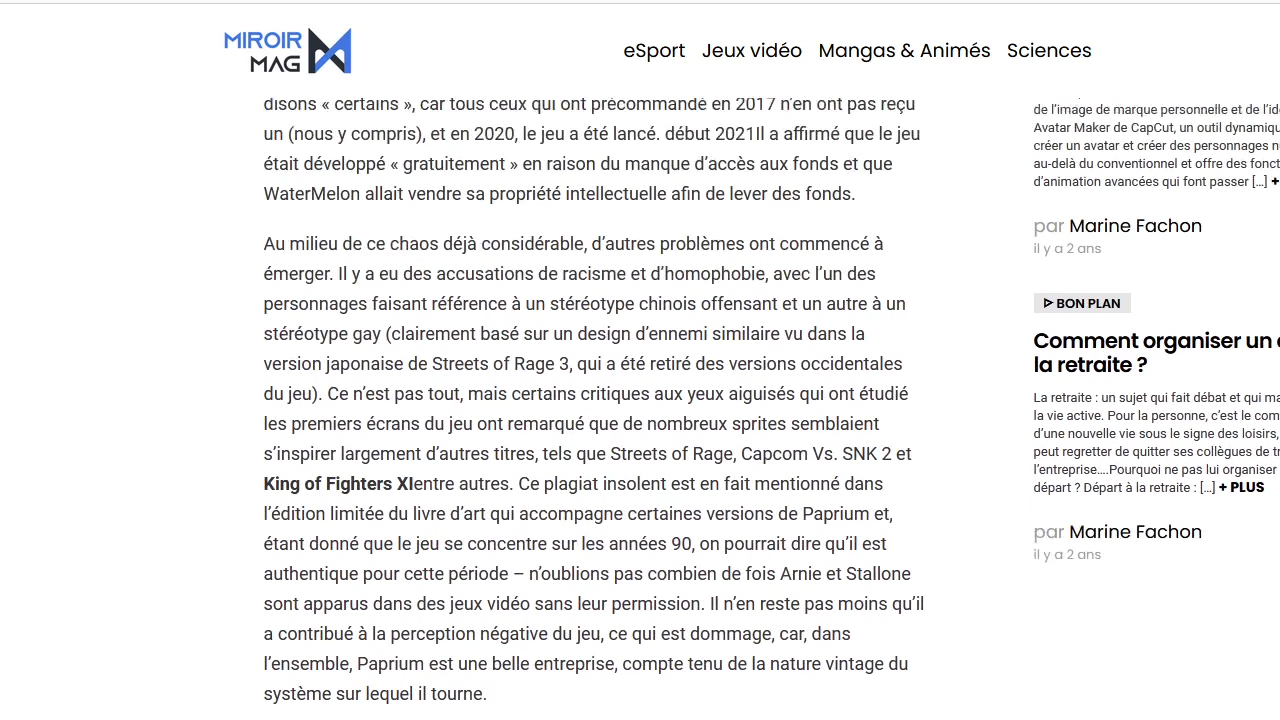 MIROIR
MAG
eSport Jeux vidéo Mangas & Animés Sciences
disons « certains », car tous ceux qui ont précommandé en 2017 n’en ont pas reçu
un (nous y compris), et en 2020, le jeu a été lancé. début 2021Il a affirmé que le jeu
était développé « gratuitement » en raison du manque d’accès aux fonds et que
WaterMelon allait vendre sa propriété intellectuelle afin de lever des fonds.
Au milieu de ce chaos déjà considérable, d’autres problèmes ont commencé à
émerger. Il y a eu des accusations de racisme et d’homophobie, avec l’un des
personnages faisant référence à un stéréotype chinois offensant et un autre à un
stéréotype gay (clairement basé sur un design d’ennemi similaire vu dans la
version japonaise de Streets of Rage 3, qui a été retiré des versions occidentales
du jeu). Ce n’est pas tout, mais certains critiques aux yeux aiguisés qui ont étudié
les premiers écrans du jeu ont remarqué que de nombreux sprites semblaient
s’inspirer largement d’autres titres, tels que Streets of Rage, Capcom Vs. SNK 2 et
King of Fighters XIentre autres. Ce plagiat insolent est en fait mentionné dans
l’édition limitée du livre d’art qui accompagne certaines versions de Paprium et,
étant donné que le jeu se concentre sur les années 90, on pourrait dire qu’il est
authentique pour cette période – n’oublions pas combien de fois Arnie et Stallone
sont apparus dans des jeux vidéo sans leur permission. Il n’en reste pas moins qu’il
a contribué à la perception négative du jeu, ce qui est dommage, car, dans
l’ensemble, Paprium est une belle entreprise, compte tenu de la nature vintage du
système sur lequel il tourne.
de l’image de marque personnelle et de l’id
Avatar Maker de CapCut, un outil dynamiqu
créer un avatar et créer des personnages n
au-delà du conventionnel et offre des fonct
d’animation avancées qui font passer [...] +
par Marine Fachon
il y a 2 ans
BON PLAN
Comment organiser un
la retraite ?
La retraite : un sujet qui fait débat et qui ma
la vie active. Pour la personne, c’est le com
d’une nouvelle vie sous le signe des loisirs,
peut regretter de quitter ses collègues de tr
l’entreprise....Pourquoi ne pas lui organiser
départ ? Départ à la retraite : [...] + PLUS
par Marine Fachon
il y a 2 ans